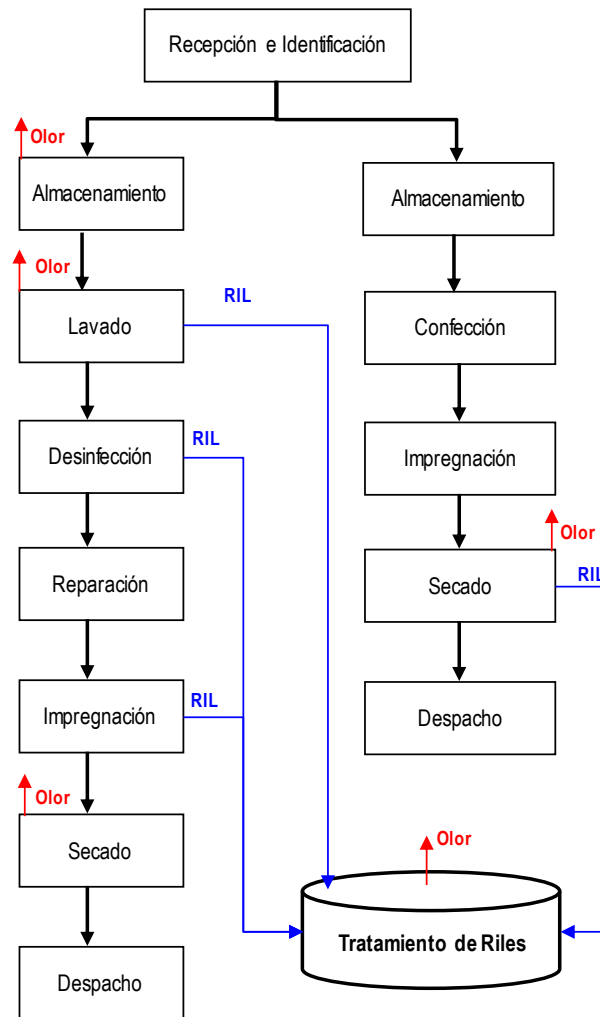 Recepción e Identificación
Olor
Almacenamiento
Almacenamiento
Olor
RIL
Lavado
Confección
RIL
Desinfección
Impregnación
Olor
Reparación
Secado
RIL
Impregnación
RIL
Despacho
Olor
Secado
Olor
Tratamiento de Riles
Despacho